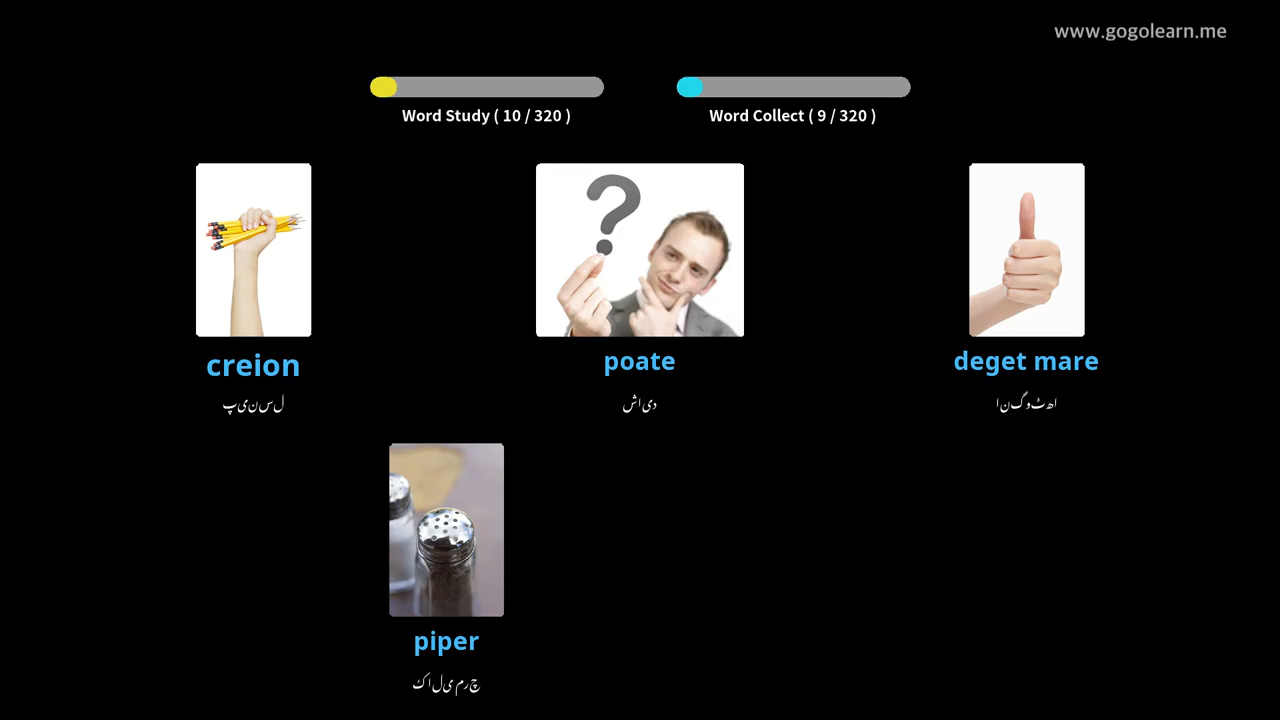 www.gogolearn.me
Word Study ( 10 / 320 )
Word Collect ( 9 / 320 )
creion
poate
deget mare
پینسل
شاید
انگوٹھا
piper
کالی مرچ